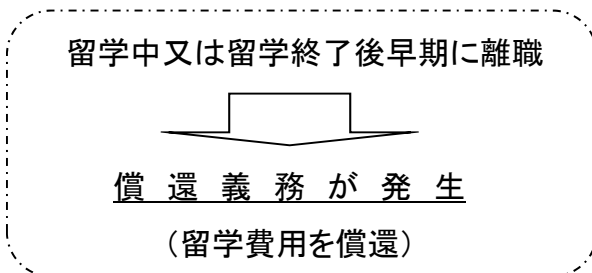 留学中又は留学終了後早期に離職
償還義務が発生
（留学費用を償還）